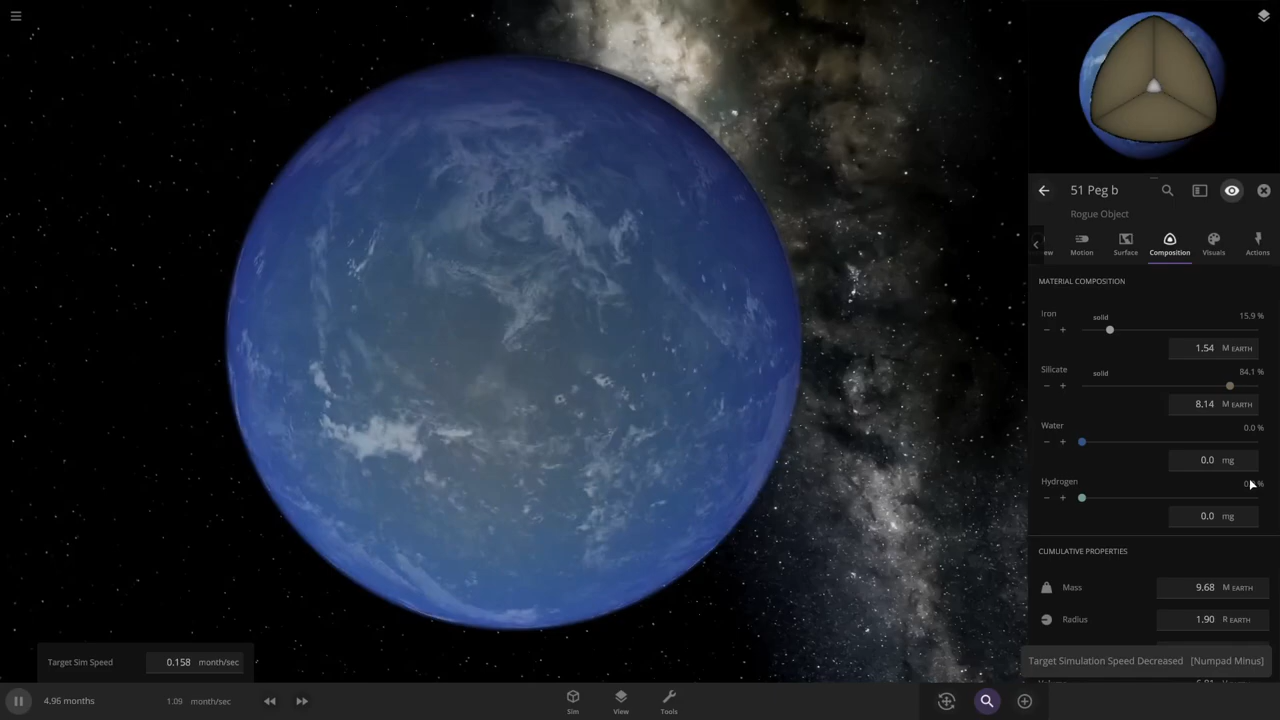 51 Peg b
Rogue Object
ew
Motion
Surface
Composition
Visuals
Actions
MATERIAL COMPOSITION
Iron
solid
15.9 %
1.54 M EARTH
Silicate
solid
84.1 %
8.14 M EARTH
Water
0.0 %
0.0 mg
Hydrogen
0.0 mg
CUMULATIVE PROPERTIES
Mass
9.68 M EARTH
Radius
1.90 R EARTH
Target Simulation Speed Decreased [Numpad Minus]
Target Sim Speed
0.158 month/sec
4.96 months
1.09 month/sec
Sim
View
Tools